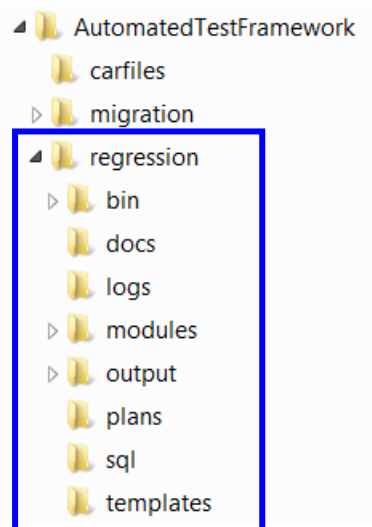 AutomatedTestFramework
carfiles
migration
regression
bin
docs
logs
modules
output
plans
sql
templates